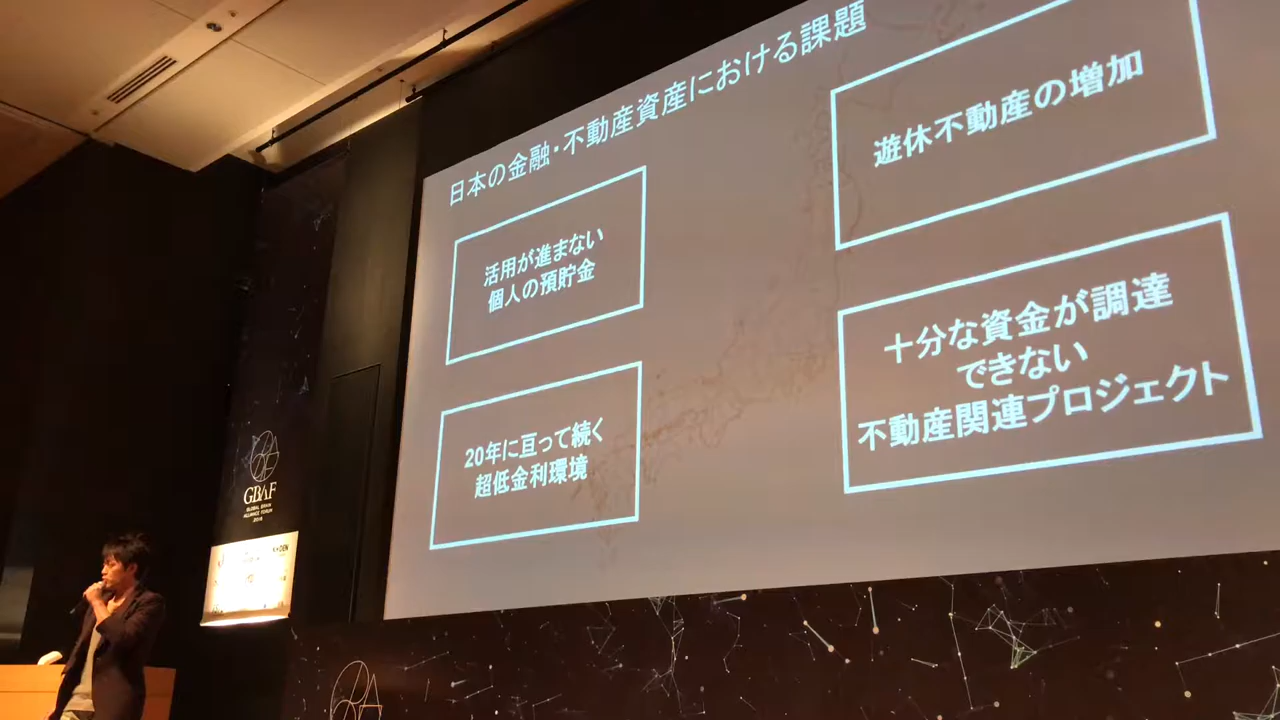 日本の金融・不動産資産における課題
活用が進まない
個人の預貯金
20年に亘って続く
超低金利環境
遊休不動産の増加
十分な資金が調達
できない
不動産関連プロジェクト
GBAF
GLOBAL BRAIN
ALLIANCE FORUM